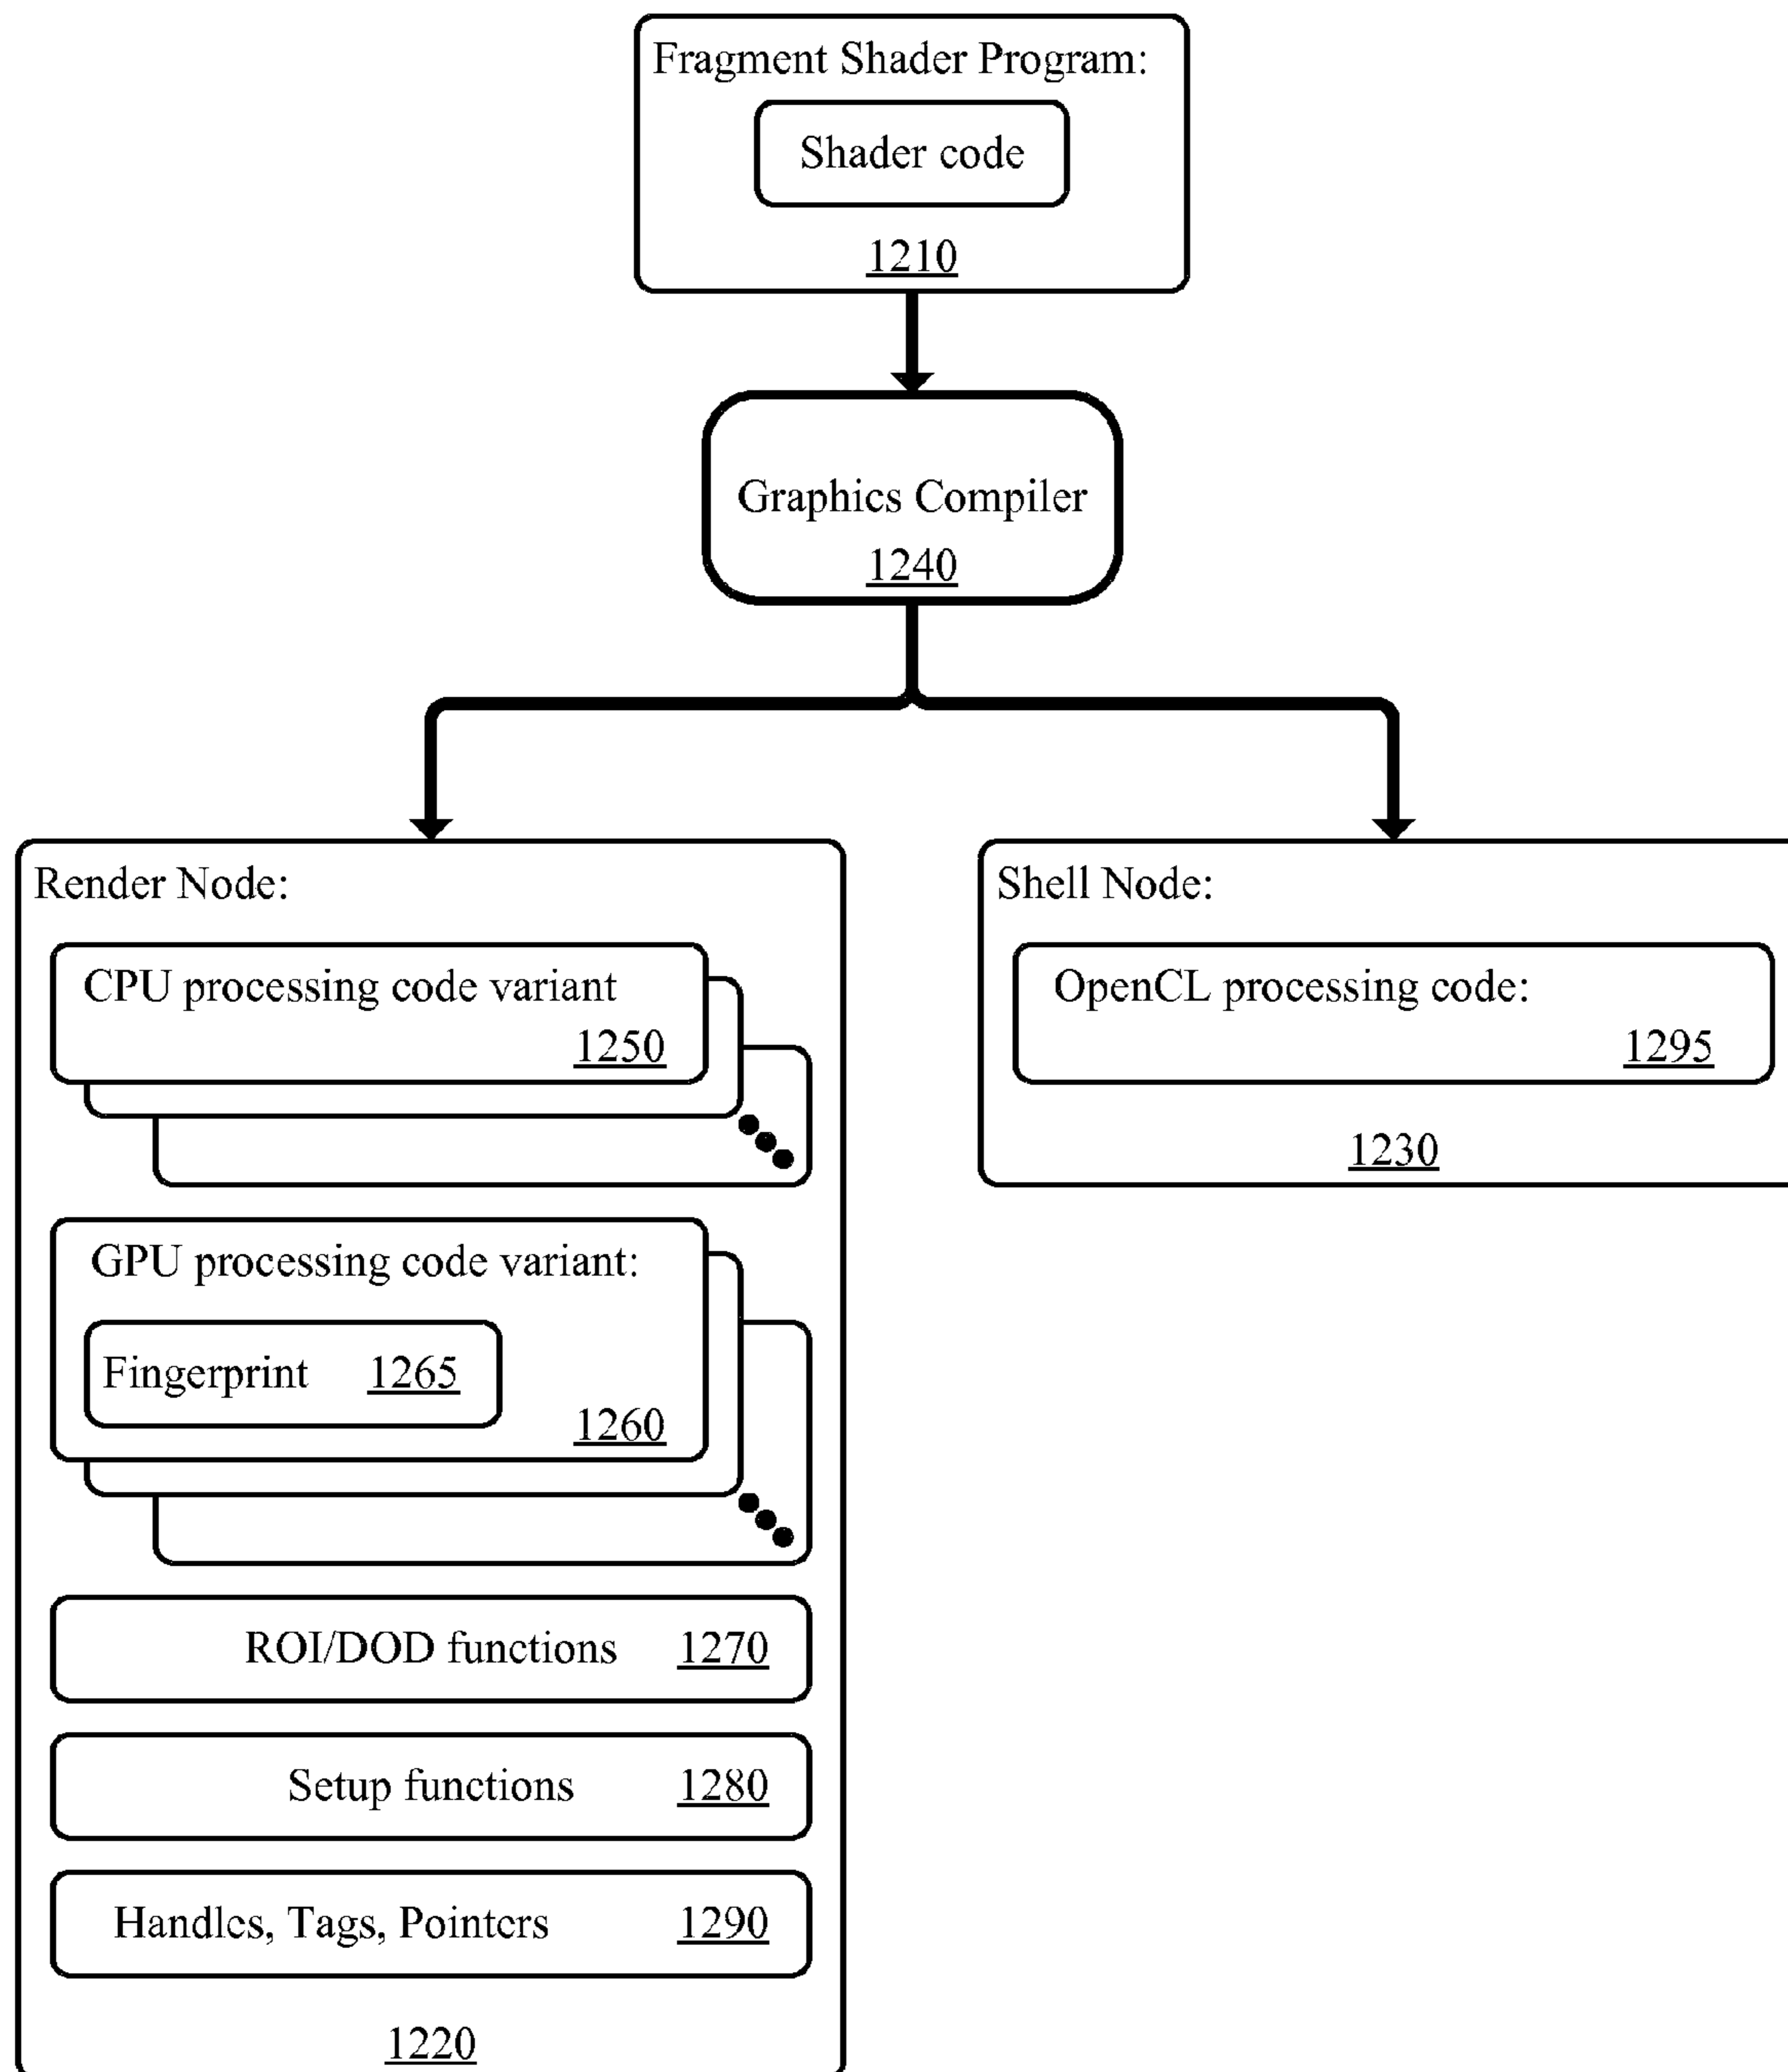 Fragment Shader Program:
Shader code
1210
Graphics Compiler
1240
Render Node:
CPU processing code variant
1250
GPU processing code variant:
Fingerprint 1265
1260
ROI/DOD functions 1270
Setup functions 1280
Handles, Tags, Pointers 1290
1220
Shell Node:
OpenCL processing code:
1295
1230